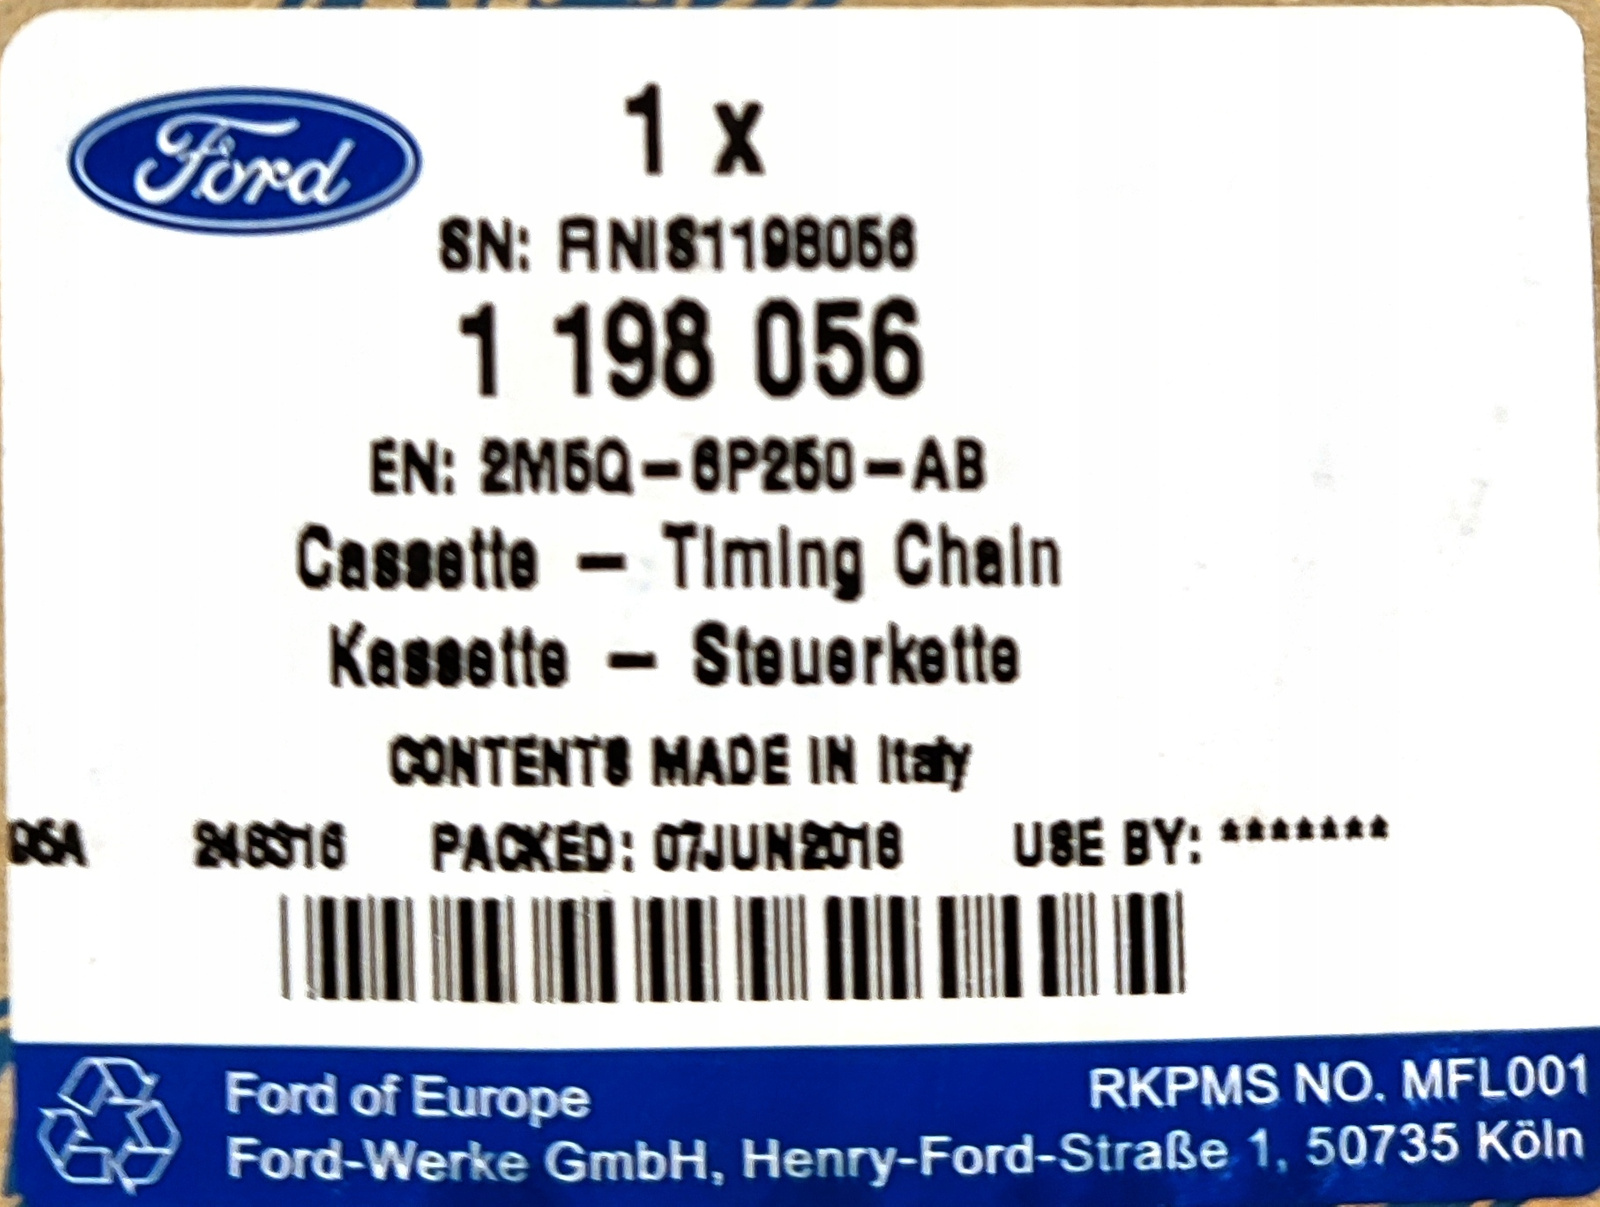 Ford
1 x
SN: FINIS1198056
1 198 056
EN: 2M5Q-6P250-AB
Cassette - Timing Chain
Kassette - Steuerkette
CONTENTS MADE IN Italy
246316 PACKED: 07JUN2016 USE BY: *******
Ford of Europe
RKPMS NO. MFL001
Ford-Werke GmbH, Henry-Ford-Straße 1, 50735 Köln